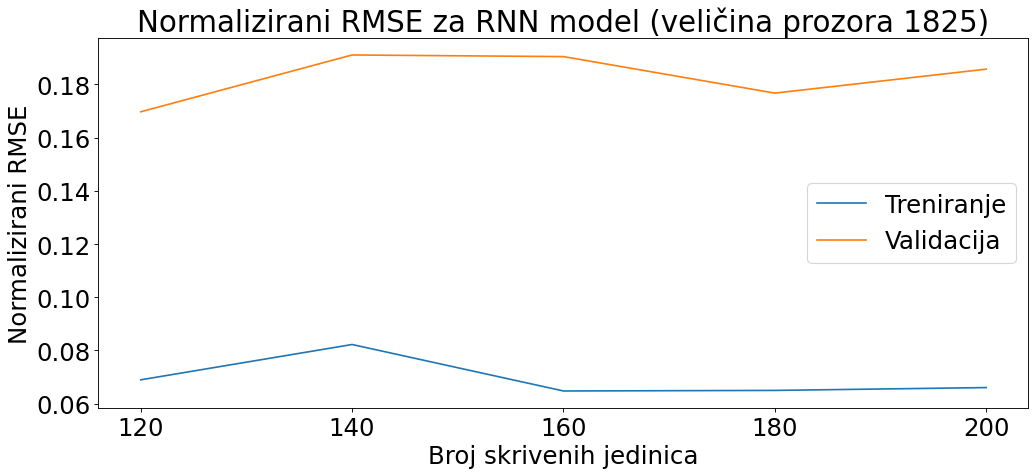 Normalizirani RMSE za RNN model (veličina prozora 1825)
Normalizirani RMSE
0.18
0.16
0.14
0.12
0.10
0.08
0.06
Treniranje
Validacija
120 140 160 180 200
Broj skrivenih jedinica